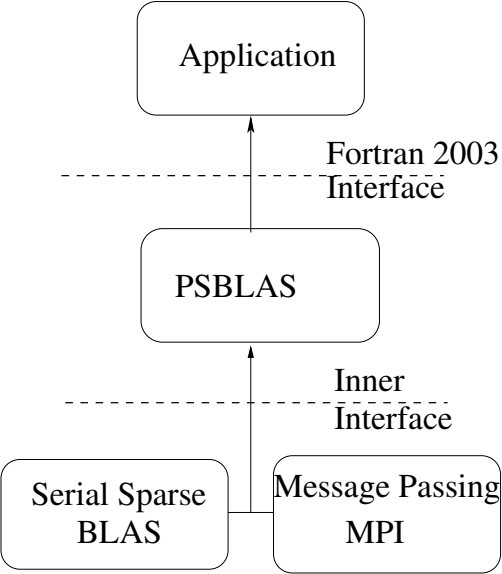 Application
Fortran 2003
Interface
PSBLAS
Inner
Interface
Serial Sparse
BLAS
Message Passing
MPI